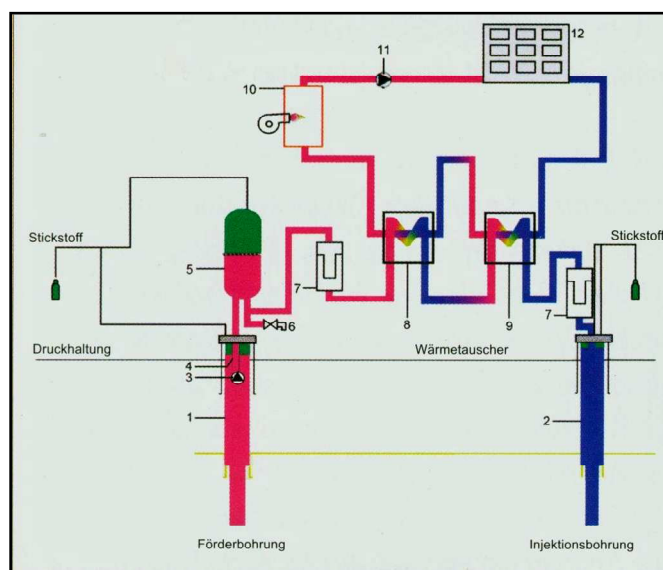 12
11
10
Stickstoff
Stickstoff
5
7
6
8
9
7
Druckhaltung
Wärmetauscher
4
3
1
2
Förderbohrung
Injektionsbohrung